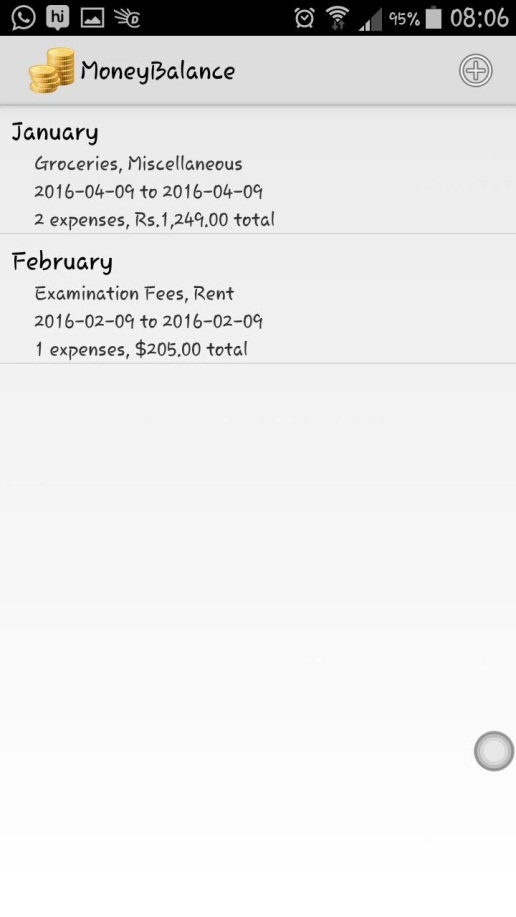 hi 95% 08:06
MoneyBalance
January
Groceries, Miscellaneous
2016-04-09 to 2016-04-09
2 expenses, Rs.1,249.00 total
February
Examination Fees, Rent
2016-02-09 to 2016-02-09
1 expenses, $205.00 total